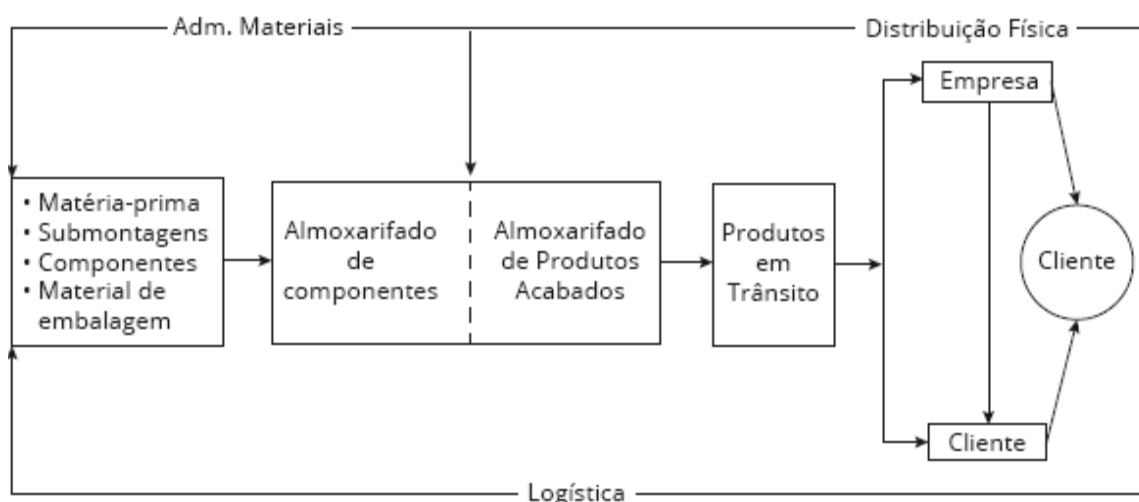 Adm. Materiais
Distribuição Física
• Matéria-prima
• Submontagens
• Componentes
• Material de
embalagem
Almoxarifado
de
componentes
Almoxarifado
de Produtos
Acabados
Produtos
em
Trânsito
Empresa
Cliente
Cliente
Logística